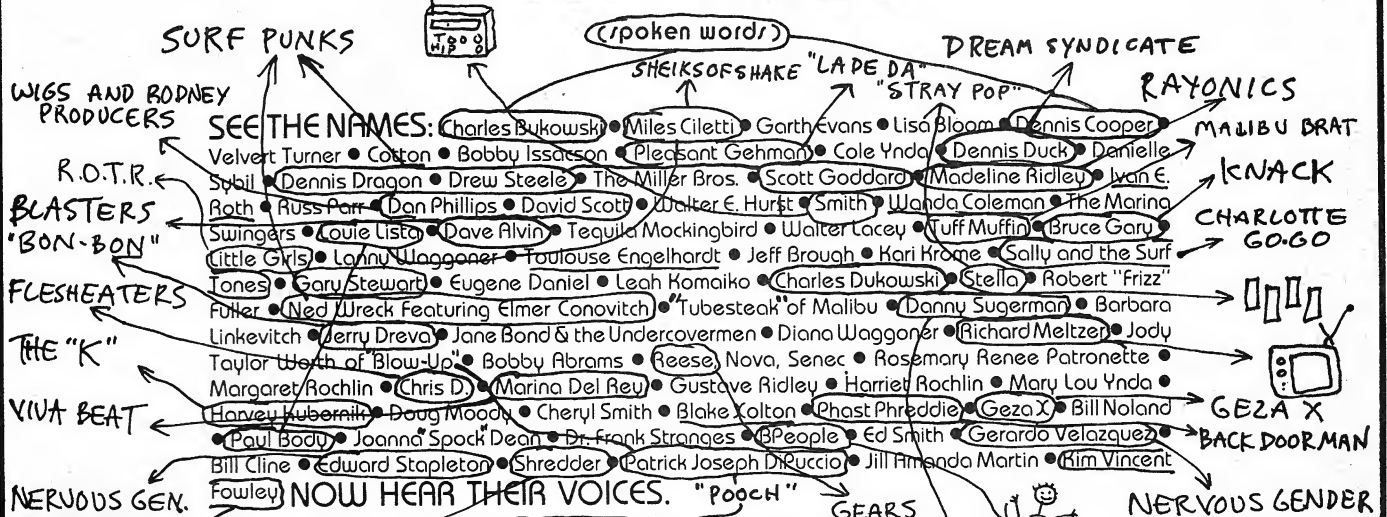 SURF PUNKS
(spoken words)
DREAM SYNDICATE
SHEIKS OF SHAKE "LA DE DA"
"STRAY POP"
RAYONICS
WIGS AND RODNEY
PRODUCERS
MALIBU BRAT
R.O.T.R.
KNACK
BLASTERS
"BON-BON"
CHARLOTTE
GO-GO
FLESHEATERS
THE "K"
VIVA BEAT
GEZA X
BACK DOOR MAN
NERVOUS GEN.
NERVOUS GENDER
SEE THE NAMES: Charles Bukowski • Miles Ciletti • Garth Evans • Lisa Bloom • Dennis Cooper •
Velvert Turner • Cotton • Bobby Issacson • Pleasant Gehman • Cole Ynda • Dennis Duck • Danielle
Sybil • Dennis Dragon • Drew Steele • The Miller Bros. • Scott Goddard • Madeline Ridley • Ivan E.
Roth • Russ Parr • Dan Phillips • David Scott • Walter E. Hurst • Smith • Wanda Coleman • The Marina
Swingers • Louie Lista • Dave Alvin • Tequila Mockingbird • Walter Lacey • Tuff Muffin • Bruce Gary •
Little Girls • Lanny Waggoner • Toulouse Engelhardt • Jeff Brough • Kari Krome • Sally and the Surf
Tones • Gary Stewart • Eugene Daniel • Leah Komaiko • Charles Dukowski • Stella • Robert "Frizz"
Fuller • Ned Wreck Featuring Elmer Conovitch • "Tubesteak" of Malibu • Danny Sugerman • Barbara
Linkevitch • Jerry Dreva • Jane Bond & the Undercovermen • Diana Waggoner • Richard Meltzer • Jody
Taylor Worth of "Blow-Up" • Bobby Abrams • Reese, Nova, Senec • Rosemary Renee Patronette •
Margaret Rochlin • Chris D. • Marina Del Rey • Gustave Ridley • Harriet Rochlin • Mary Lou Ynda •
Harvey Kubernik • Doug Moody • Cheryl Smith • Blake Xolton • Phast Phreddie • Geza X • Bill Noland
• Paul Body • Joanna "Spock" Dean • Dr. Frank Stranges • BPeople • Ed Smith • Gerardo Velazquez •
Bill Cline • Edward Stapleton • Shredder • Patrick Joseph DiPuccio • Jill Amanda Martin • Kim Vincent
Fowley NOW HEAR THEIR VOICES.
"POOCH"
GEARS